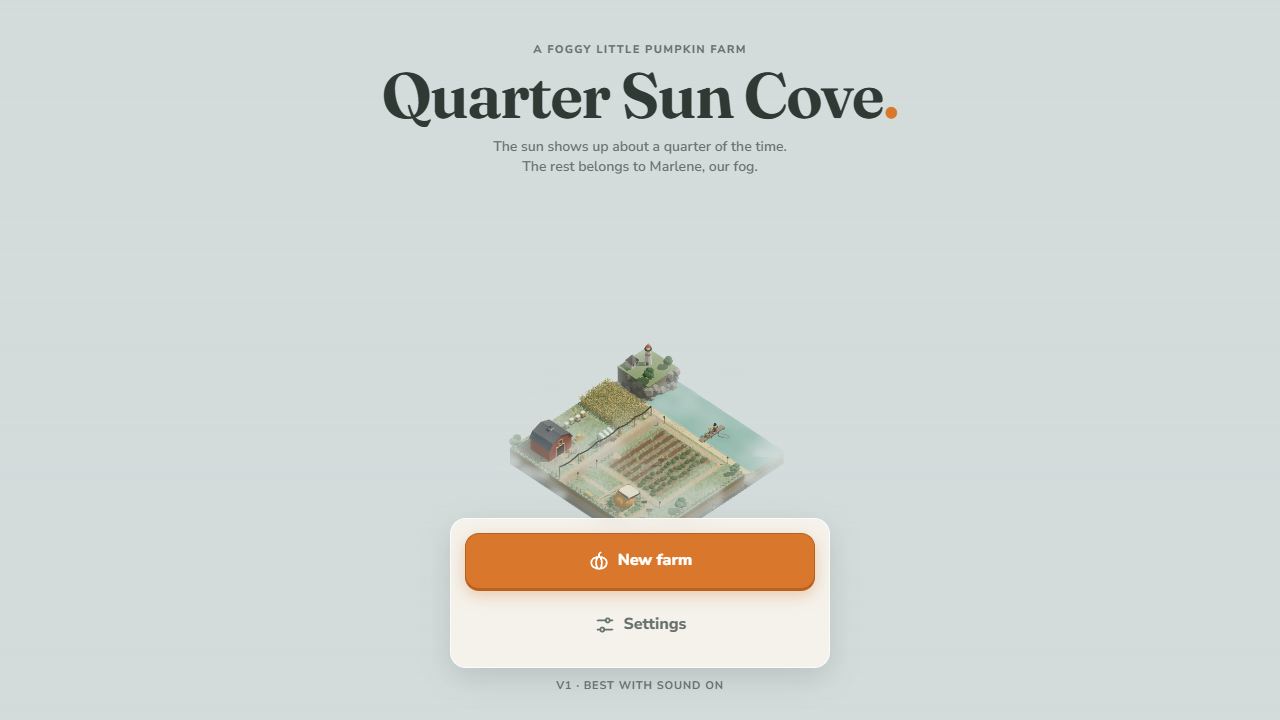 A FOGGY LITTLE PUMPKIN FARM
Quarter Sun Cove.
The sun shows up about a quarter of the time.
The rest belongs to Marlene, our fog.
New farm
Settings
V1 · BEST WITH SOUND ON